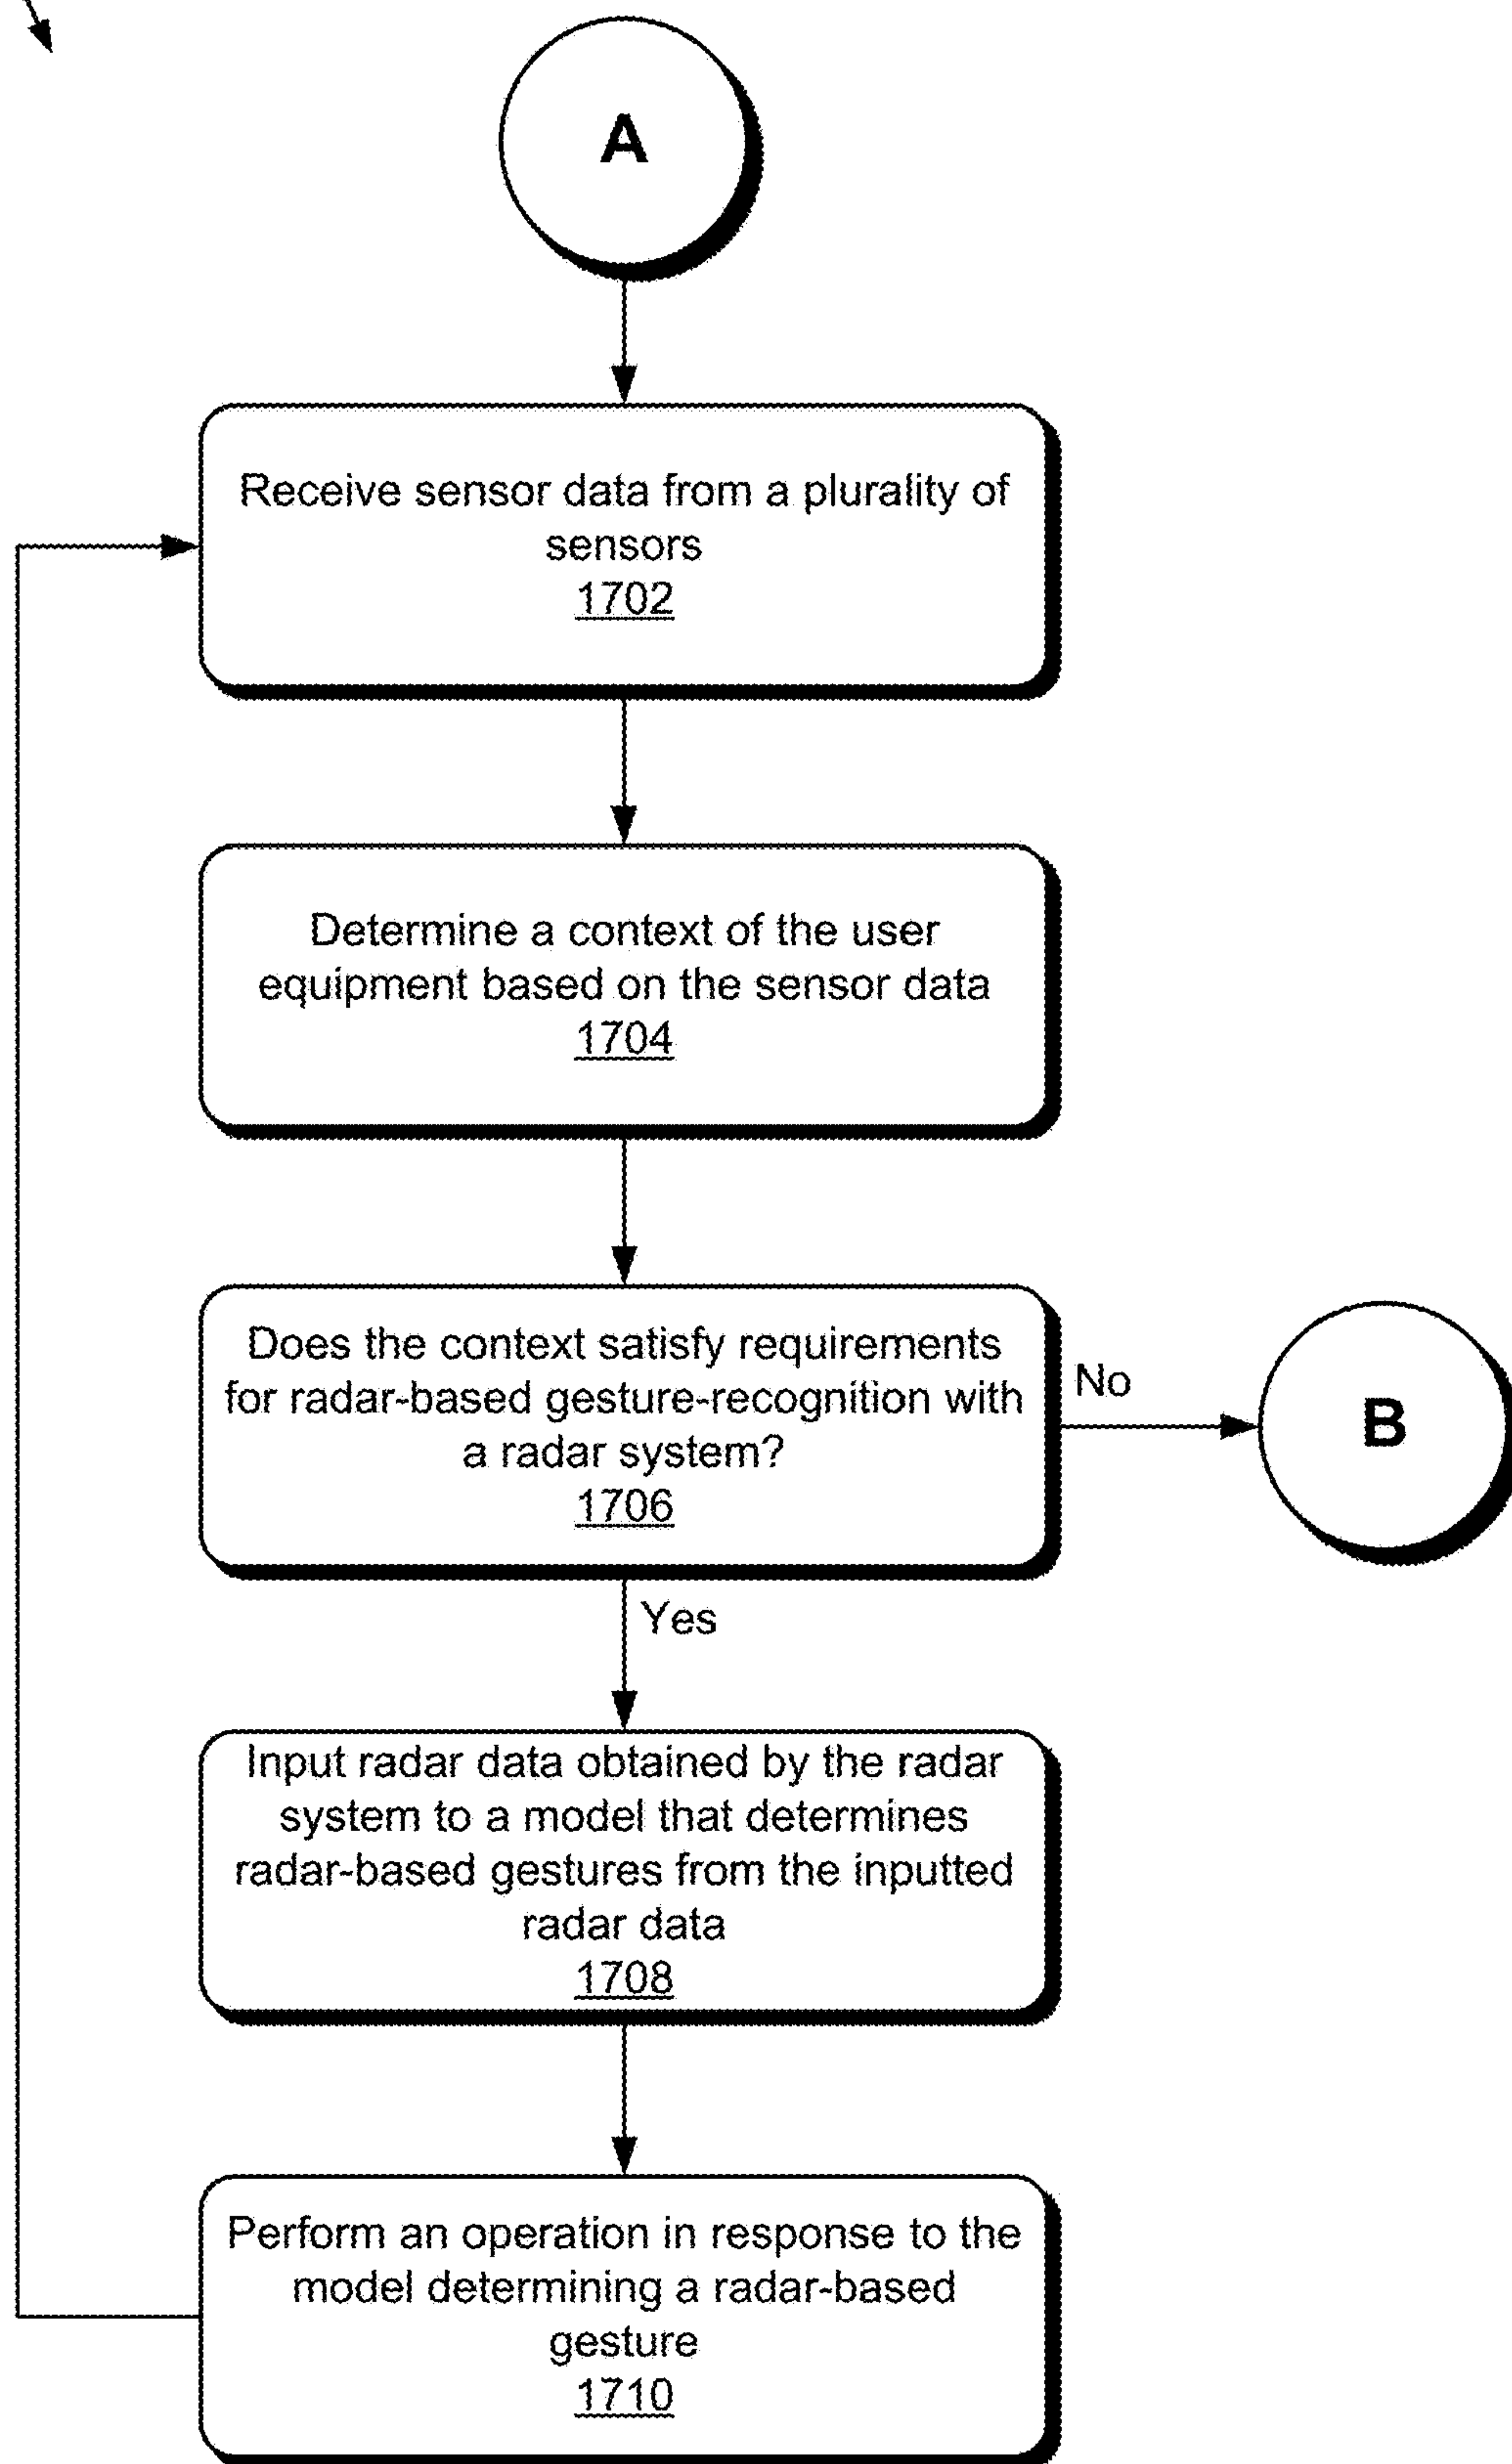 A
Receive sensor data from a plurality of
sensors
1702
Determine a context of the user
equipment based on the sensor data
1704
Does the context satisfy requirements
for radar-based gesture-recognition with
a radar system?
1706
No
B
Yes
Input radar data obtained by the radar
system to a model that determines
radar-based gestures from the inputted
radar data
1708
Perform an operation in response to the
model determining a radar-based
gesture
1710